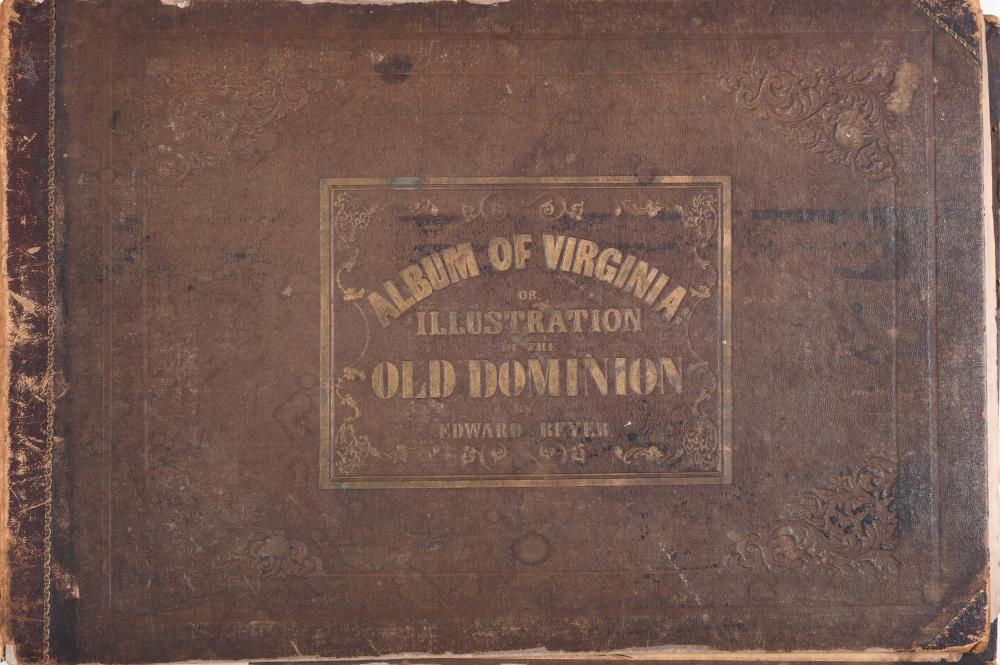 ALBUM OF VIRGINIA
OR
ILLUSTRATION
OF THE
OLD DOMINION
BY
EDWARD BEYER